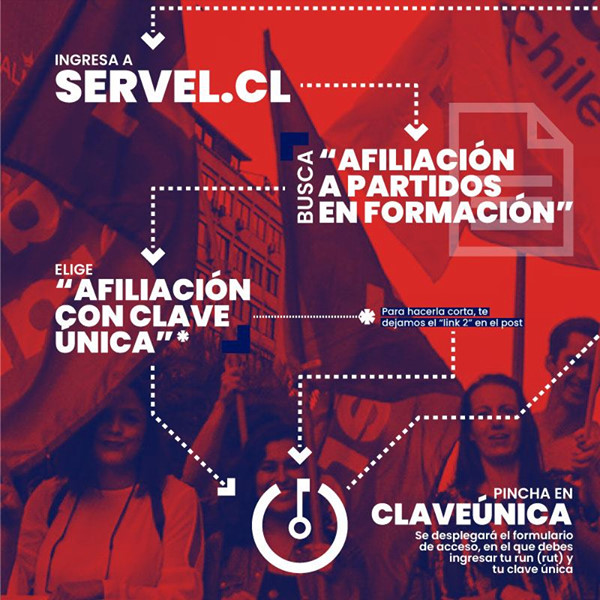 INGRESA A
SERVEL.CL
BUSCA
“AFILIACIÓN
A PARTIDOS
EN FORMACIÓN”
ELIGE
“AFILIACIÓN
CON CLAVE
ÚNICA”*
* Para hacerla corta, te
dejamos el “link 2” en el post
PINCHA EN
CLAVEÚNICA
Se desplegará el formulario
de acceso, en el que debes
ingresar tu run (rut) y
tu clave única
chile